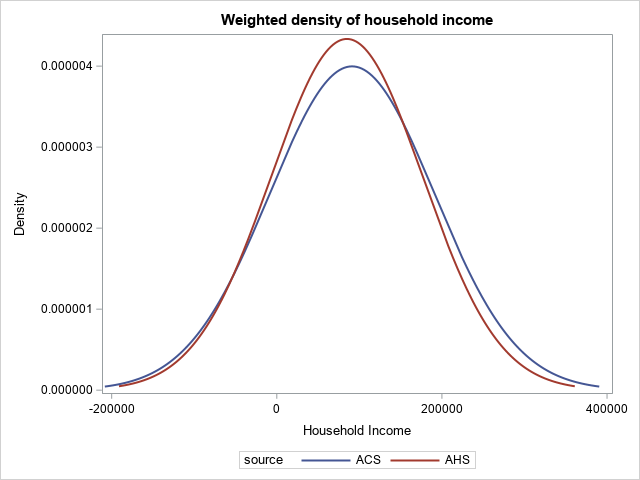 Weighted density of household income
0.000004
0.000003
0.000002
0.000001
0.000000
Density
-200000 0 200000 400000
Household Income
source ACS AHS